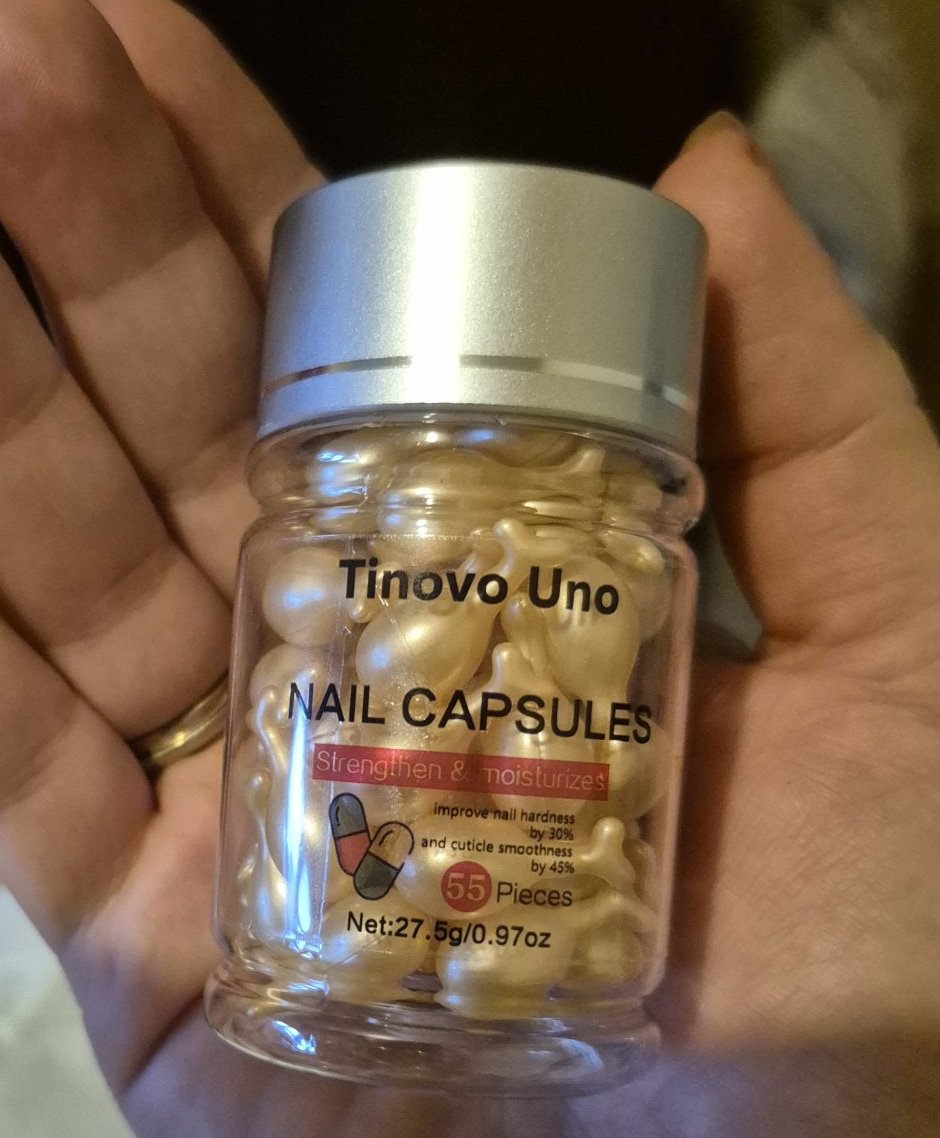 Tinovo Uno
NAIL CAPSULES
Strengthen & moisturizes
improve nail hardness
by 30%
and cuticle smoothness
by 45%
55 Pieces
Net:27.5g/0.97oz